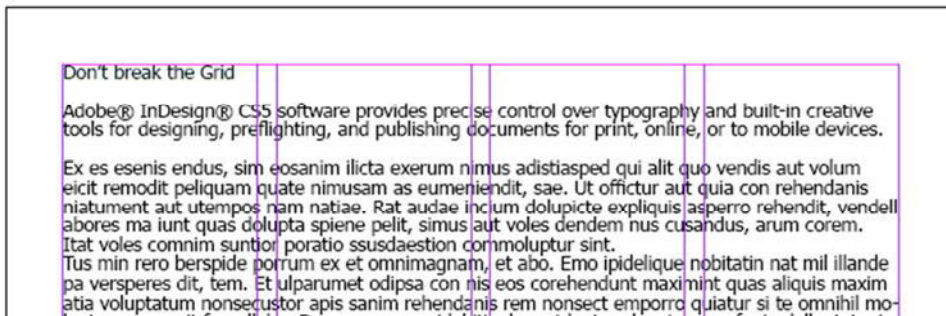 Don't break the Grid
Adobe® InDesign® CS5 software provides precise control over typography and built-in creative
tools for designing, preflighting, and publishing documents for print, online, or to mobile devices.
Ex es esenis endus, sim eosanim ilicta exerum nimus adistiasped qui alit quo vendis aut volum
eicit remodit peliquam quate nimusam as eumeniendit, sae. Ut offictur aut quia con rehendanis
niatument aut utempos nam natiae. Rat audae incium dolupicte expliquis asperro rehendit, vendell
abores ma iunt quas dolupta spiene pelit, simus aut voles dendem nus cusandus, arum corem.
Itat voles comnim suntior poratio ssusdaestion commoluptur sint.
Tus min rero berspide porrum ex et omnimagnam, et abo. Emo ipidelique nobitatin nat mil illande
pa versperes dit, tem. Et ulparumet odipsa con nis eos corehendunt maximint quas aliquis maxim
atia voluptatum nonsecustor apis sanim rehendanis rem nonsect emporro quiatur si te omnihil mo-